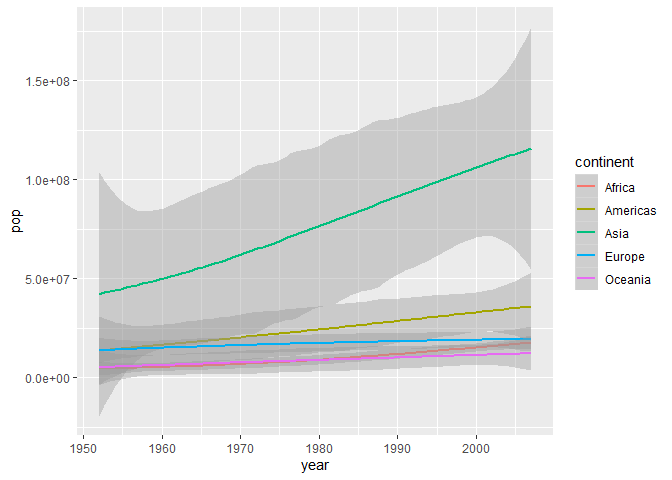 1.5e+08
1.0e+08
5.0e+07
0.0e+00
pop
1950 1960 1970 1980 1990 2000
year
continent
Africa
Americas
Asia
Europe
Oceania